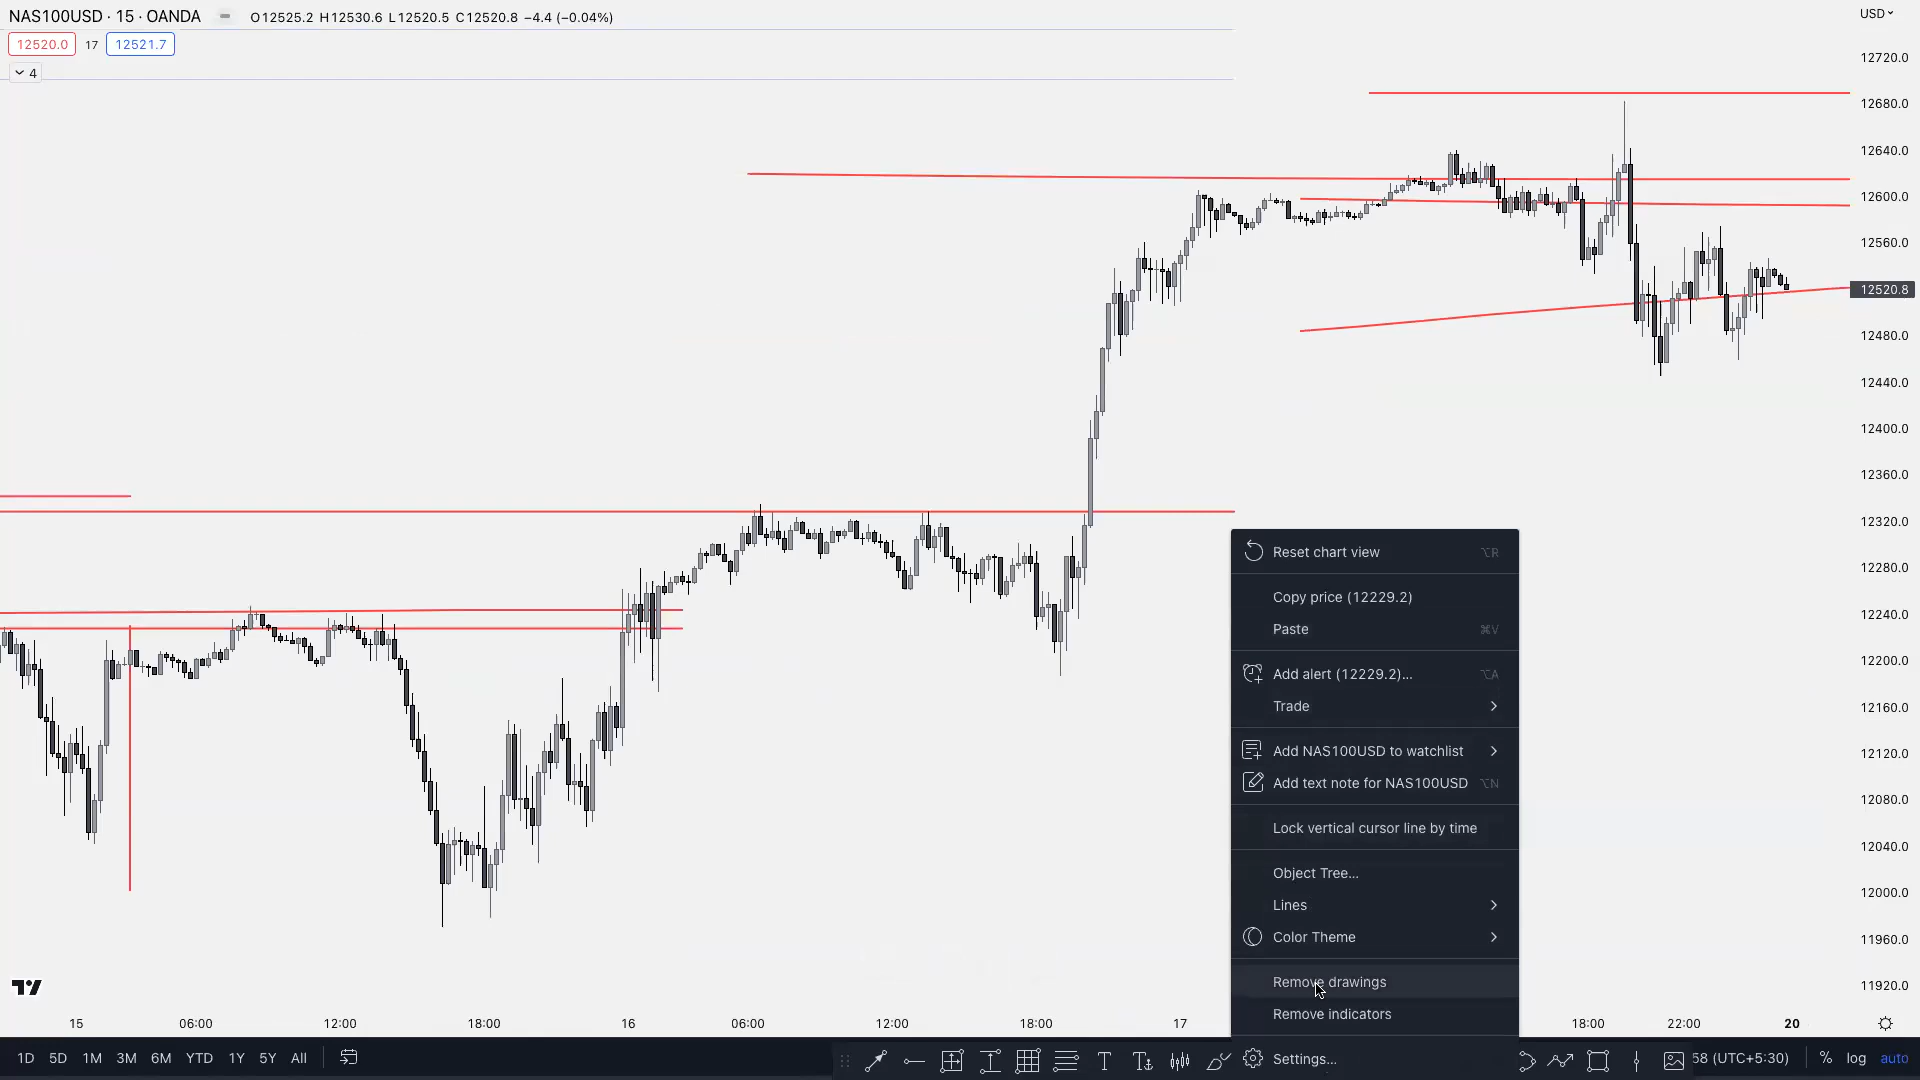 NAS100USD · 15 · OANDA O12525.2 H12530.6 L12520.5 C12520.8 −4.4 (−0.04%)
USD
12520.0 17 12521.7
4
12720.0
12680.0
12640.0
12600.0
12560.0
12520.8
12480.0
12440.0
12400.0
12360.0
12320.0
12280.0
12240.0
12200.0
12160.0
12120.0
12080.0
12040.0
12000.0
11960.0
11920.0
Reset chart view ⌥R
Copy price (12229.2)
Paste ⌘V
Add alert (12229.2)... ⌥A
Trade
Add NAS100USD to watchlist
Add text note for NAS100USD ⌥N
Lock vertical cursor line by time
Object Tree...
Lines
Color Theme
Remove drawings
Remove indicators
Settings...
15 06:00 12:00 18:00 16 06:00 12:00 18:00 17 18:00 22:00 20
1D 5D 1M 3M 6M YTD 1Y 5Y All 58 (UTC+5:30) % log auto